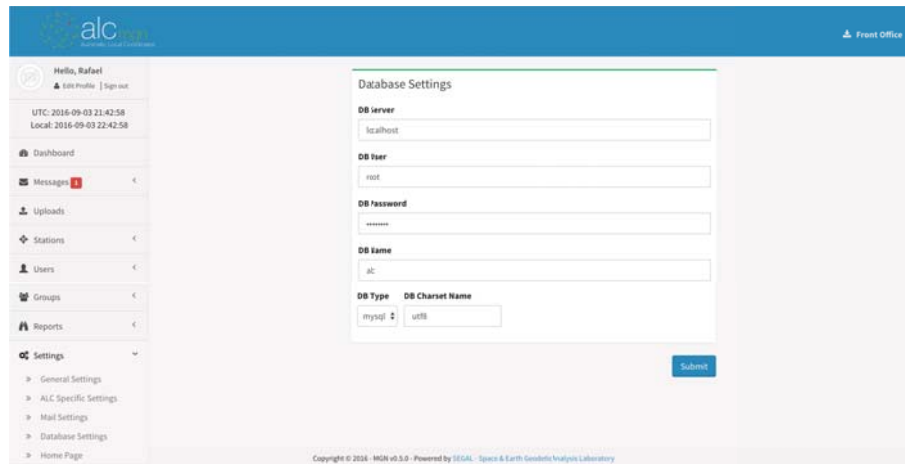 alc mgn
Automatic Local Coordinates
Front Office
Hello, Rafael
Edit Profile | Sign out
UTC: 2016-09-03 21:42:58
Local: 2016-09-03 22:42:58
Dashboard
Messages 1
Uploads
Stations
Users
Groups
Reports
Settings
General Settings
ALC Specific Settings
Mail Settings
Database Settings
Home Page
Database Settings
DB Server
localhost
DB User
root
DB Password
••••••••
DB Name
alc
DB Type DB Charset Name
mysql utf8
Submit
Copyright © 2016 - MGN v0.5.0 - Powered by SEGAL - Space & Earth Geodetic Analysis Laboratory